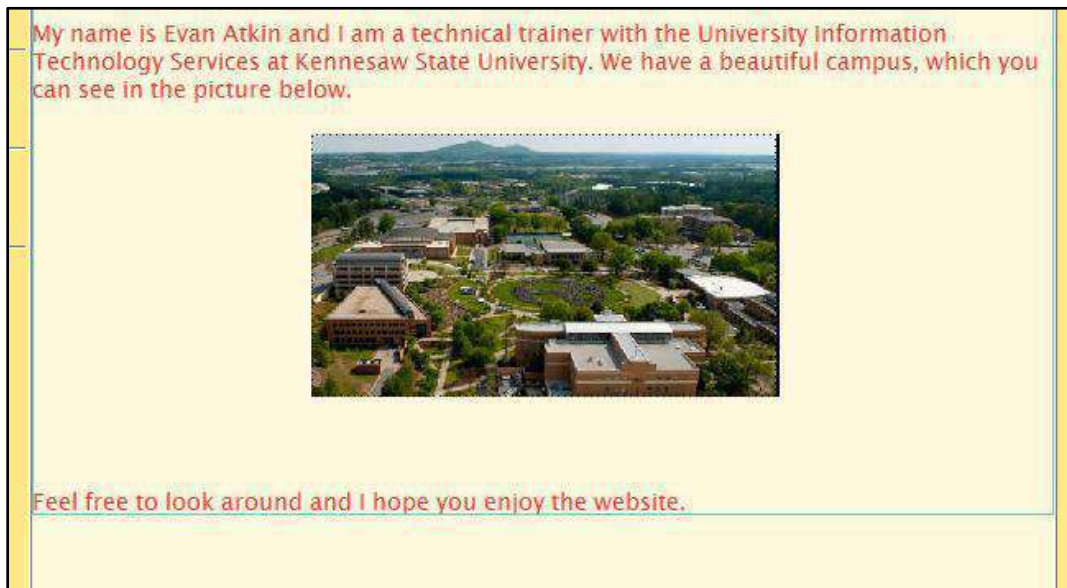 My name is Evan Atkin and I am a technical trainer with the University Information
Technology Services at Kennesaw State University. We have a beautiful campus, which you
can see in the picture below.
Feel free to look around and I hope you enjoy the website.